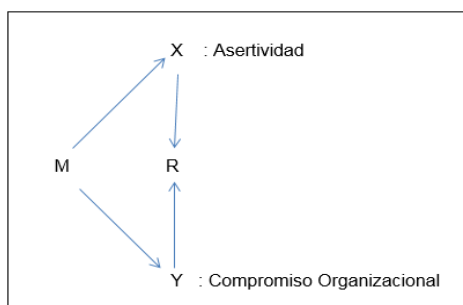 X : Asertividad
M R
Y : Compromiso Organizacional